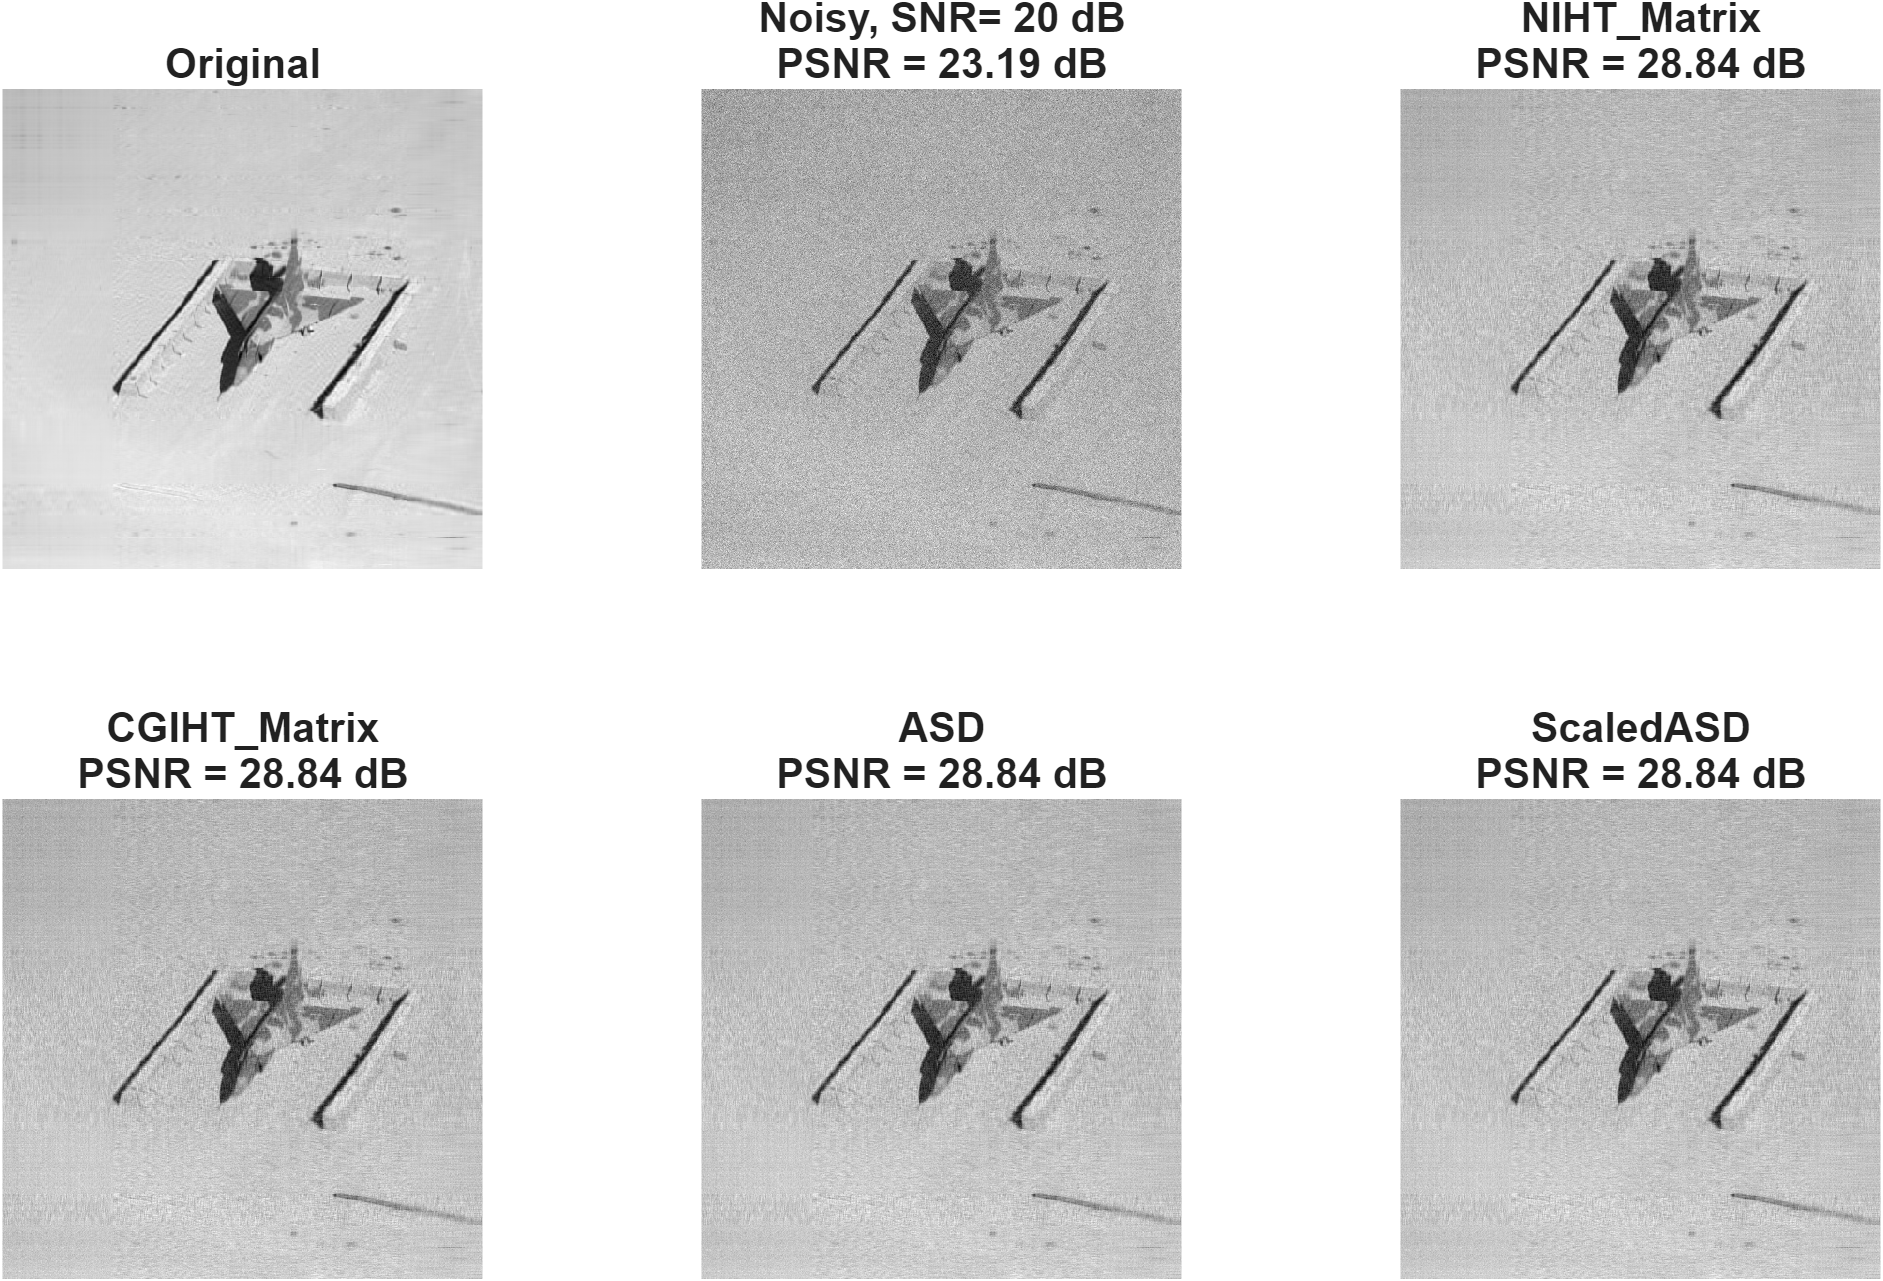 Original
Noisy, SNR= 20 dB
PSNR = 23.19 dB
NIHT_Matrix
PSNR = 28.84 dB
CGIHT_Matrix
PSNR = 28.84 dB
ASD
PSNR = 28.84 dB
ScaledASD
PSNR = 28.84 dB